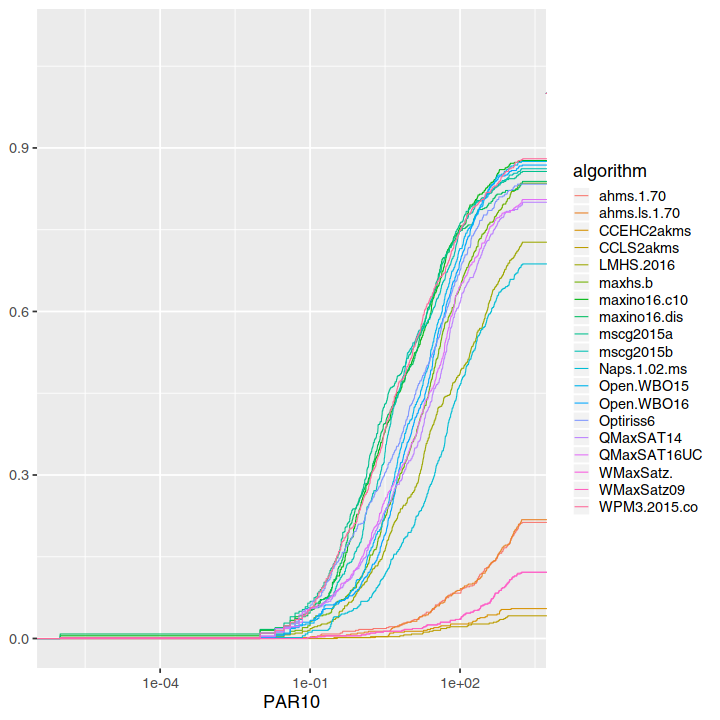 0.9
0.6
0.3
0.0
1e-04
1e-01
1e+02
PAR10
algorithm
ahms.1.70
ahms.ls.1.70
CCEHC2akms
CCLS2akms
LMHS.2016
maxhs.b
maxino16.c10
maxino16.dis
mscg2015a
mscg2015b
Naps.1.02.ms
Open.WBO15
Open.WBO16
Optiriss6
QMaxSAT14
QMaxSAT16UC
WMaxSatz.
WMaxSatz09
WPM3.2015.co